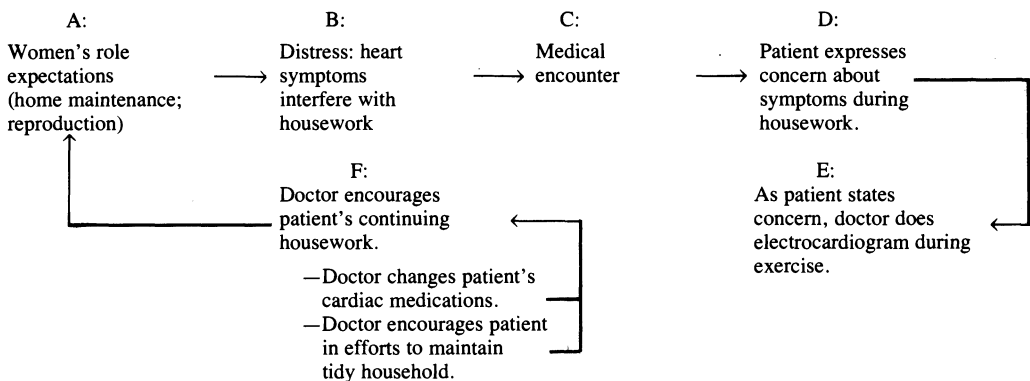 A:
Women's role
expectations
(home maintenance;
reproduction)
B:
Distress: heart
symptoms
interfere with
housework
C:
Medical
encounter
D:
Patient expresses
concern about
symptoms during
housework.
E:
As patient states
concern, doctor does
electrocardiogram during
exercise.
F:
Doctor encourages
patient's continuing
housework.
—Doctor changes patient's
cardiac medications.
—Doctor encourages patient
in efforts to maintain
tidy household.